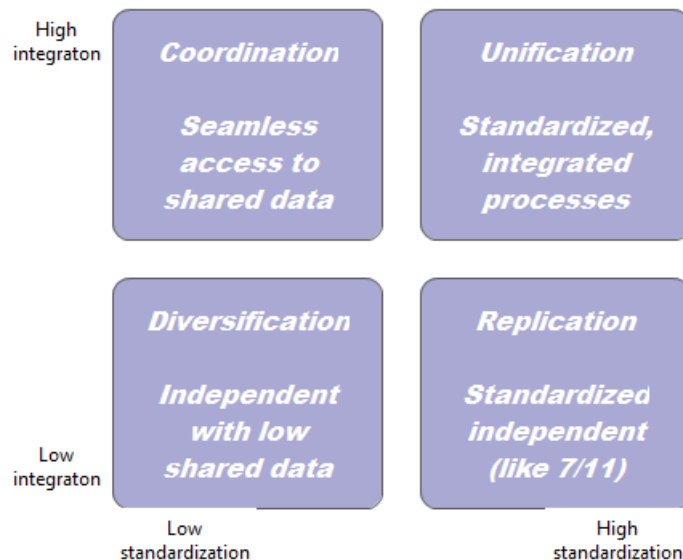 High
integraton
Coordination
Seamless
access to
shared data
Unification
Standardized,
integrated
processes
Diversification
Independent
with low
shared data
Replication
Standardized
independent
(like 7/11)
Low
integraton
Low
standardization
High
standardization